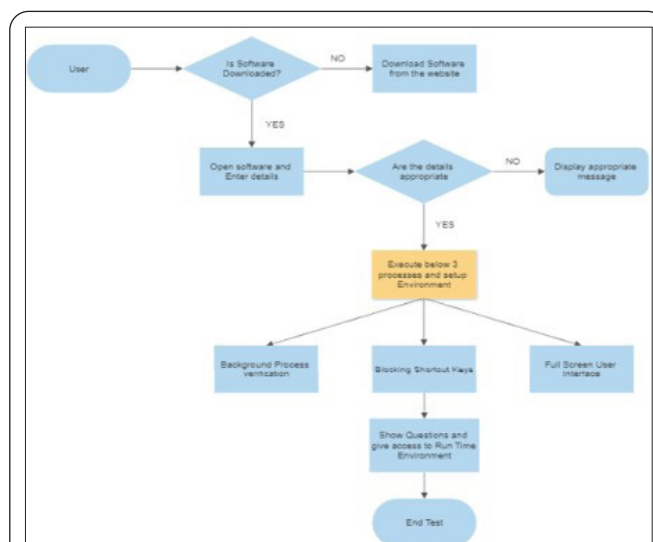 User
Is Software
Downloaded?
NO
Download Software
from the website
YES
Open software and
Enter details
Are the details
appropriate
NO
Display appropriate
message
YES
Execute below 3
processes and setup
Environment
Background Process
verification
Blocking Shortcut Keys
Full Screen User
Interface
Show Questions and
give access to Run Time
Environment
End Test